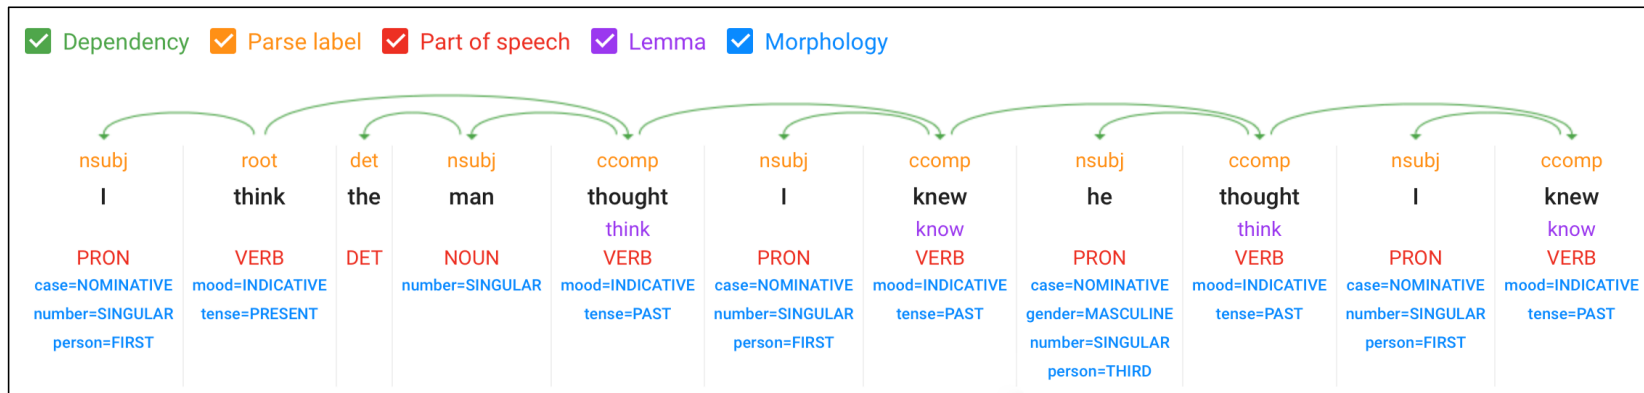 Dependency Parse label Part of speech Lemma Morphology
nsubj root det nsubj ccomp nsubj ccomp nsubj ccomp nsubj ccomp
I think the man thought I knew he thought I knew
think know think know
PRON VERB DET NOUN VERB PRON VERB PRON VERB PRON VERB
case=NOMINATIVE mood=INDICATIVE number=SINGULAR mood=INDICATIVE case=NOMINATIVE mood=INDICATIVE case=NOMINATIVE mood=INDICATIVE case=NOMINATIVE mood=INDICATIVE
number=SINGULAR tense=PRESENT tense=PAST number=SINGULAR tense=PAST gender=MASCULINE tense=PAST number=SINGULAR tense=PAST
person=FIRST person=FIRST number=SINGULAR person=FIRST
person=THIRD